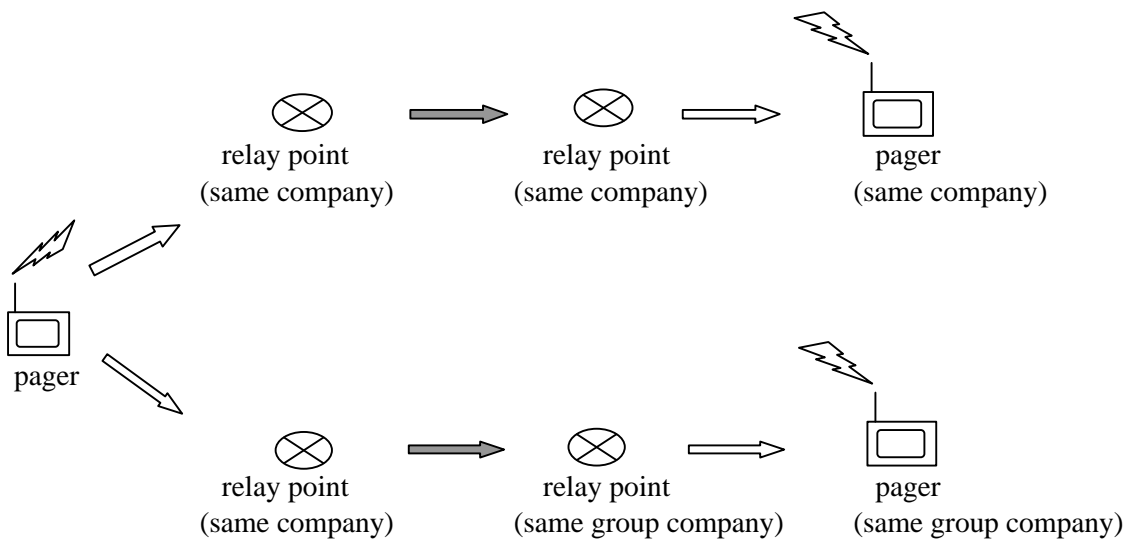 relay point
(same company)
relay point
(same company)
pager
(same company)
pager
relay point
(same company)
relay point
(same group company)
pager
(same group company)